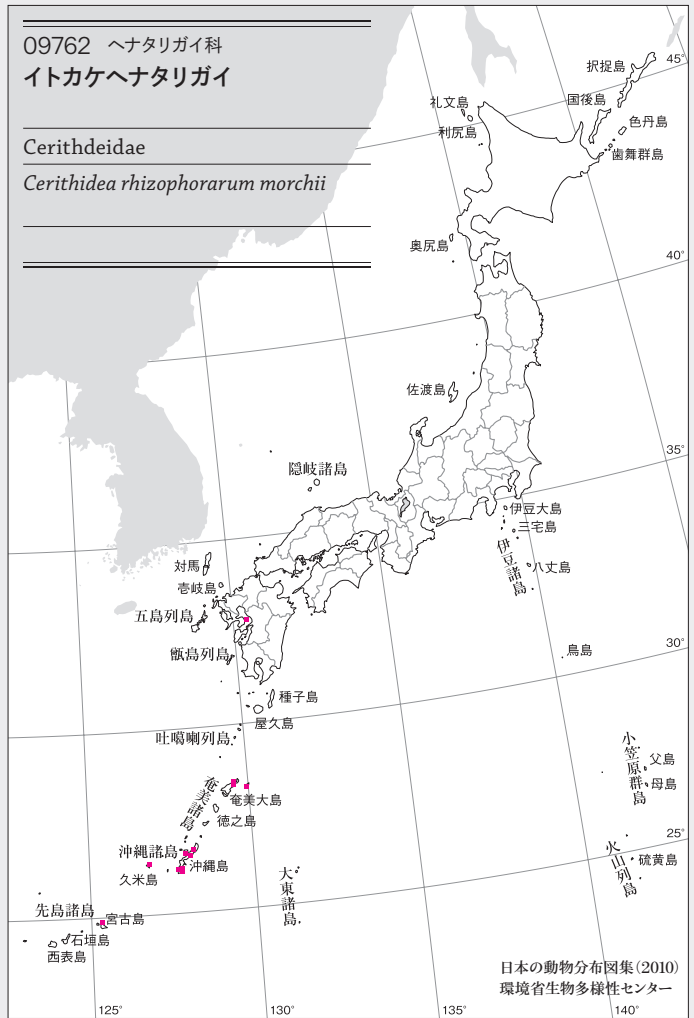 09762 ヘナタリガイ科
イトカケヘナタリガイ
Cerithdeidae
Cerithidea rhizophorarum morchii
45°
択捉島
国後島
礼文島
色丹島
利尻島
歯舞群島
奥尻島
40°
佐渡島
35°
隠岐諸島
伊豆大島
三宅島
伊豆諸島
八丈島
対馬
壱岐島
五島列島
甑島列島
鳥島
30°
種子島
屋久島
吐噶喇列島
小笠原群島
父島
母島
奄美諸島
奄美大島
徳之島
25°
沖縄諸島
沖縄島
久米島
火山列島
硫黄島
大東諸島
先島諸島
宮古島
石垣島
西表島
日本の動物分布図集(2010)
環境省生物多様性センター
125°
130°
135°
140°